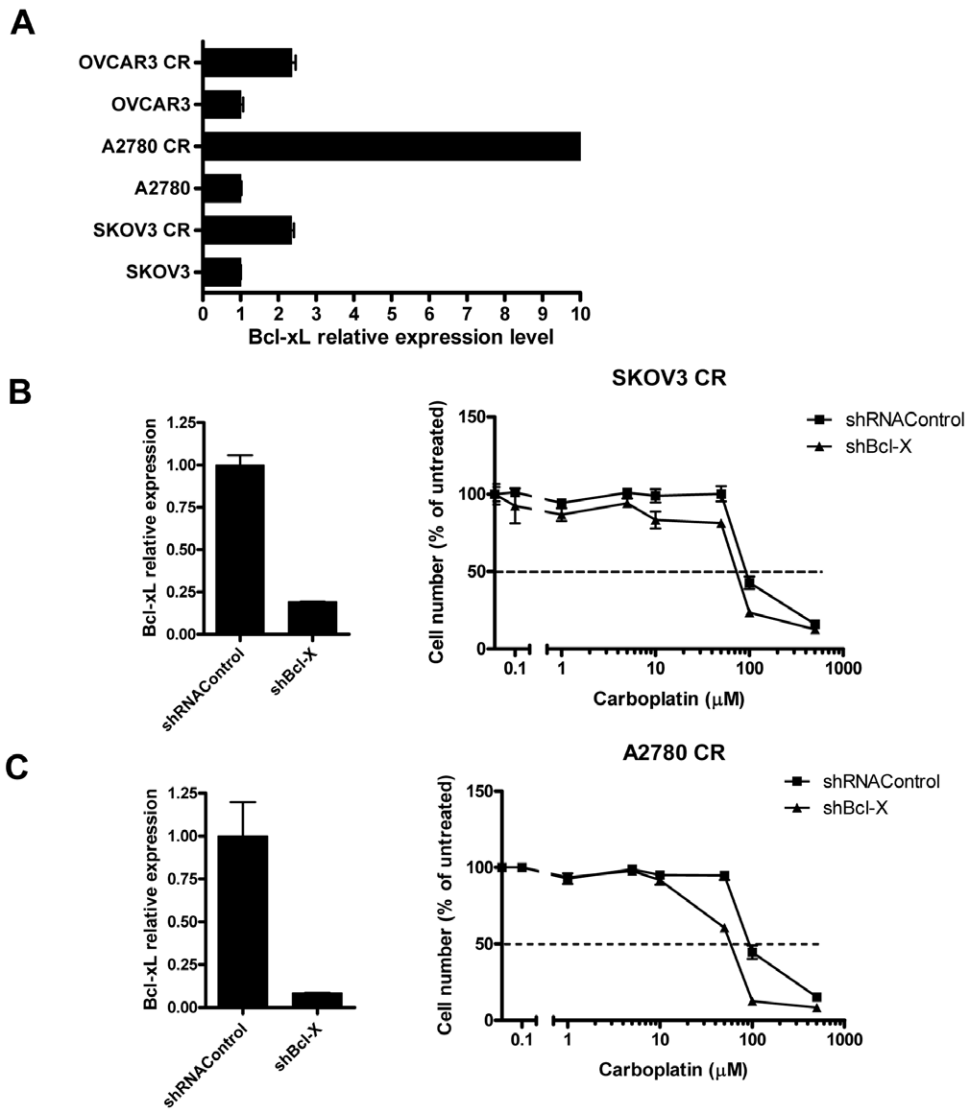 A
OVCAR3 CR
OVCAR3
A2780 CR
A2780
SKOV3 CR
SKOV3
0 1 2 3 4 5 6 7 8 9 10
Bcl-xL relative expression level
B
Bcl-xL relative expression
1.25
1.00
0.75
0.50
0.25
0.00
shRNAControl
shBcl-X
SKOV3 CR
shRNAControl
shBcl-X
Cell number (% of untreated)
150
100
50
0
0.1 1 10 100 1000
Carboplatin (μM)
C
Bcl-xL relative expression
1.25
1.00
0.75
0.50
0.25
0.00
shRNAControl
shBcl-X
A2780 CR
shRNAControl
shBcl-X
Cell number (% of untreated)
150
100
50
0
0.1 1 10 100 1000
Carboplatin (μM)